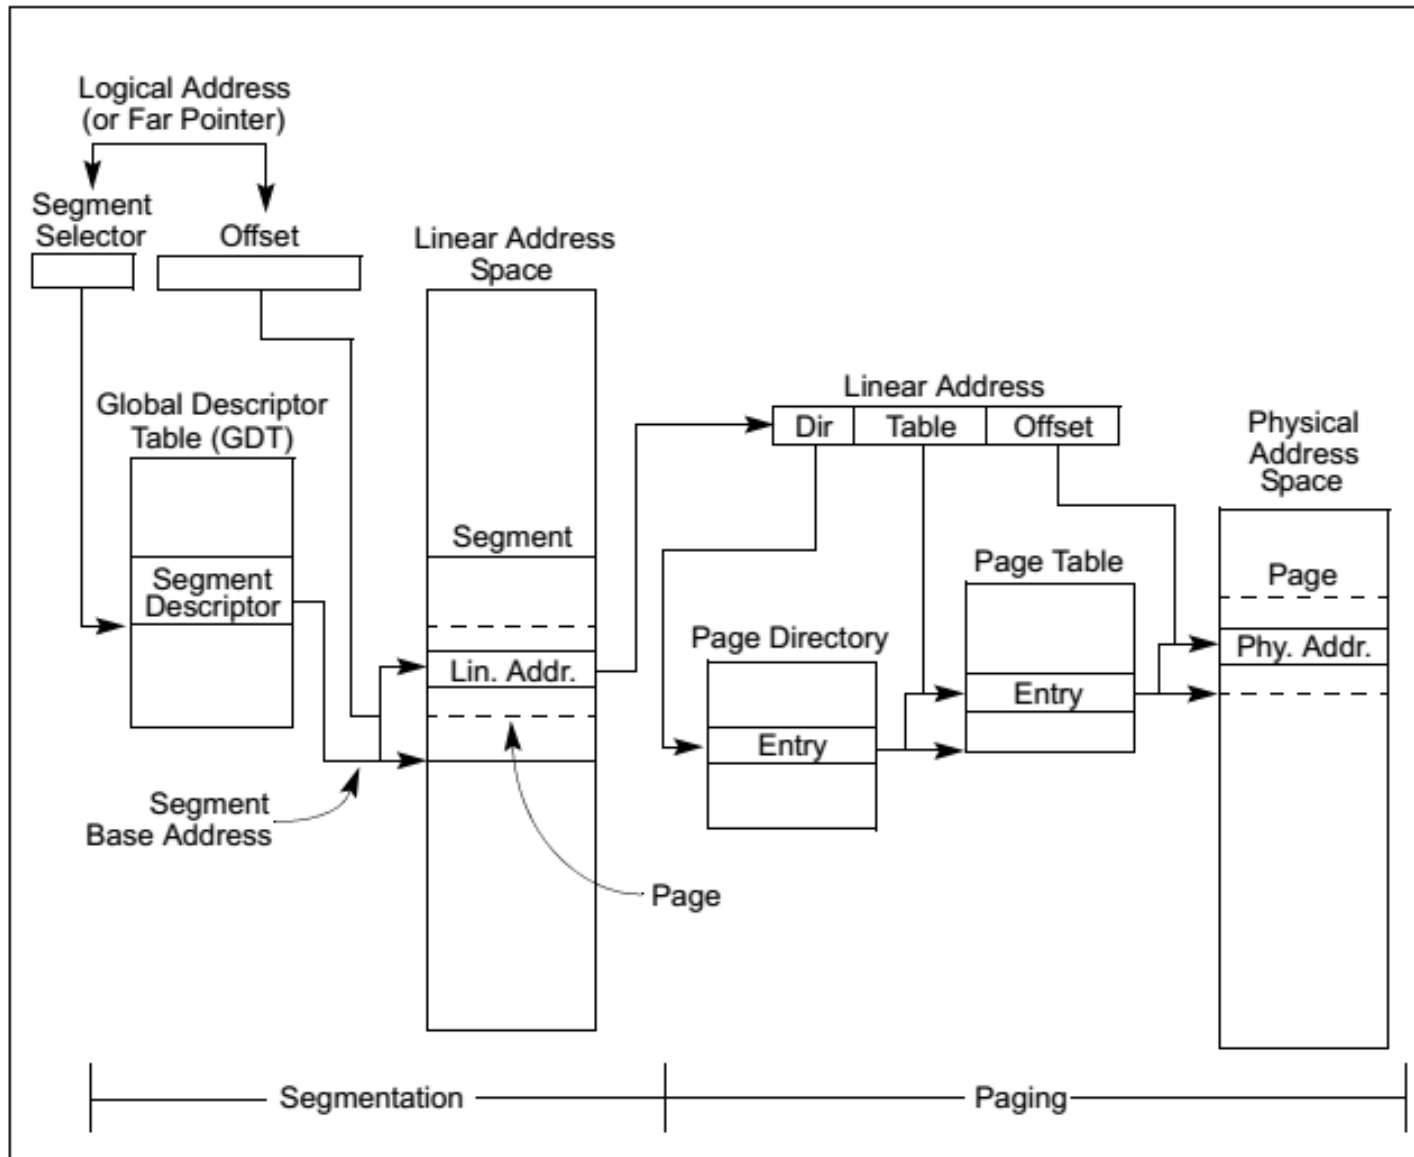 Logical Address
(or Far Pointer)
Segment
Selector
Offset
Linear Address
Space
Global Descriptor
Table (GDT)
Segment
Descriptor
Segment
Lin. Addr.
Segment
Base Address
Page
Linear Address
Dir
Table
Offset
Page Directory
Entry
Page Table
Entry
Physical
Address
Space
Page
Phy. Addr.
Segmentation
Paging